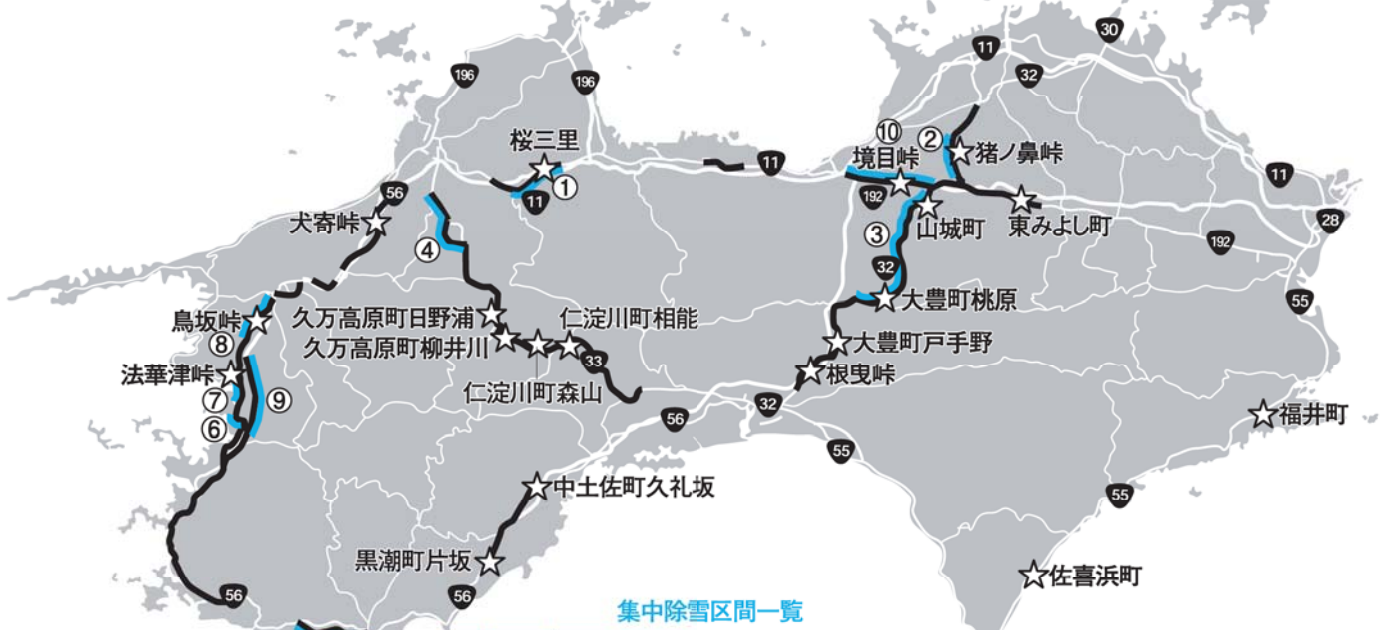 30
11
196
196
32
桜三里
⑩
②
境目峠
猪ノ鼻峠
11
①
11
192
11
56
犬寄峠
④
③
山城町
東みよし町
28
192
32
鳥坂峠
⑧
久万高原町日野浦
仁淀川町相能
大豊町桃原
55
久万高原町柳井川
33
大豊町戸手野
法華津峠
⑦
⑨
仁淀川町森山
根曳峠
⑥
56
32
福井町
55
中土佐町久礼坂
55
黒潮町片坂
佐喜浜町
56
56
集中除雪区間一覧